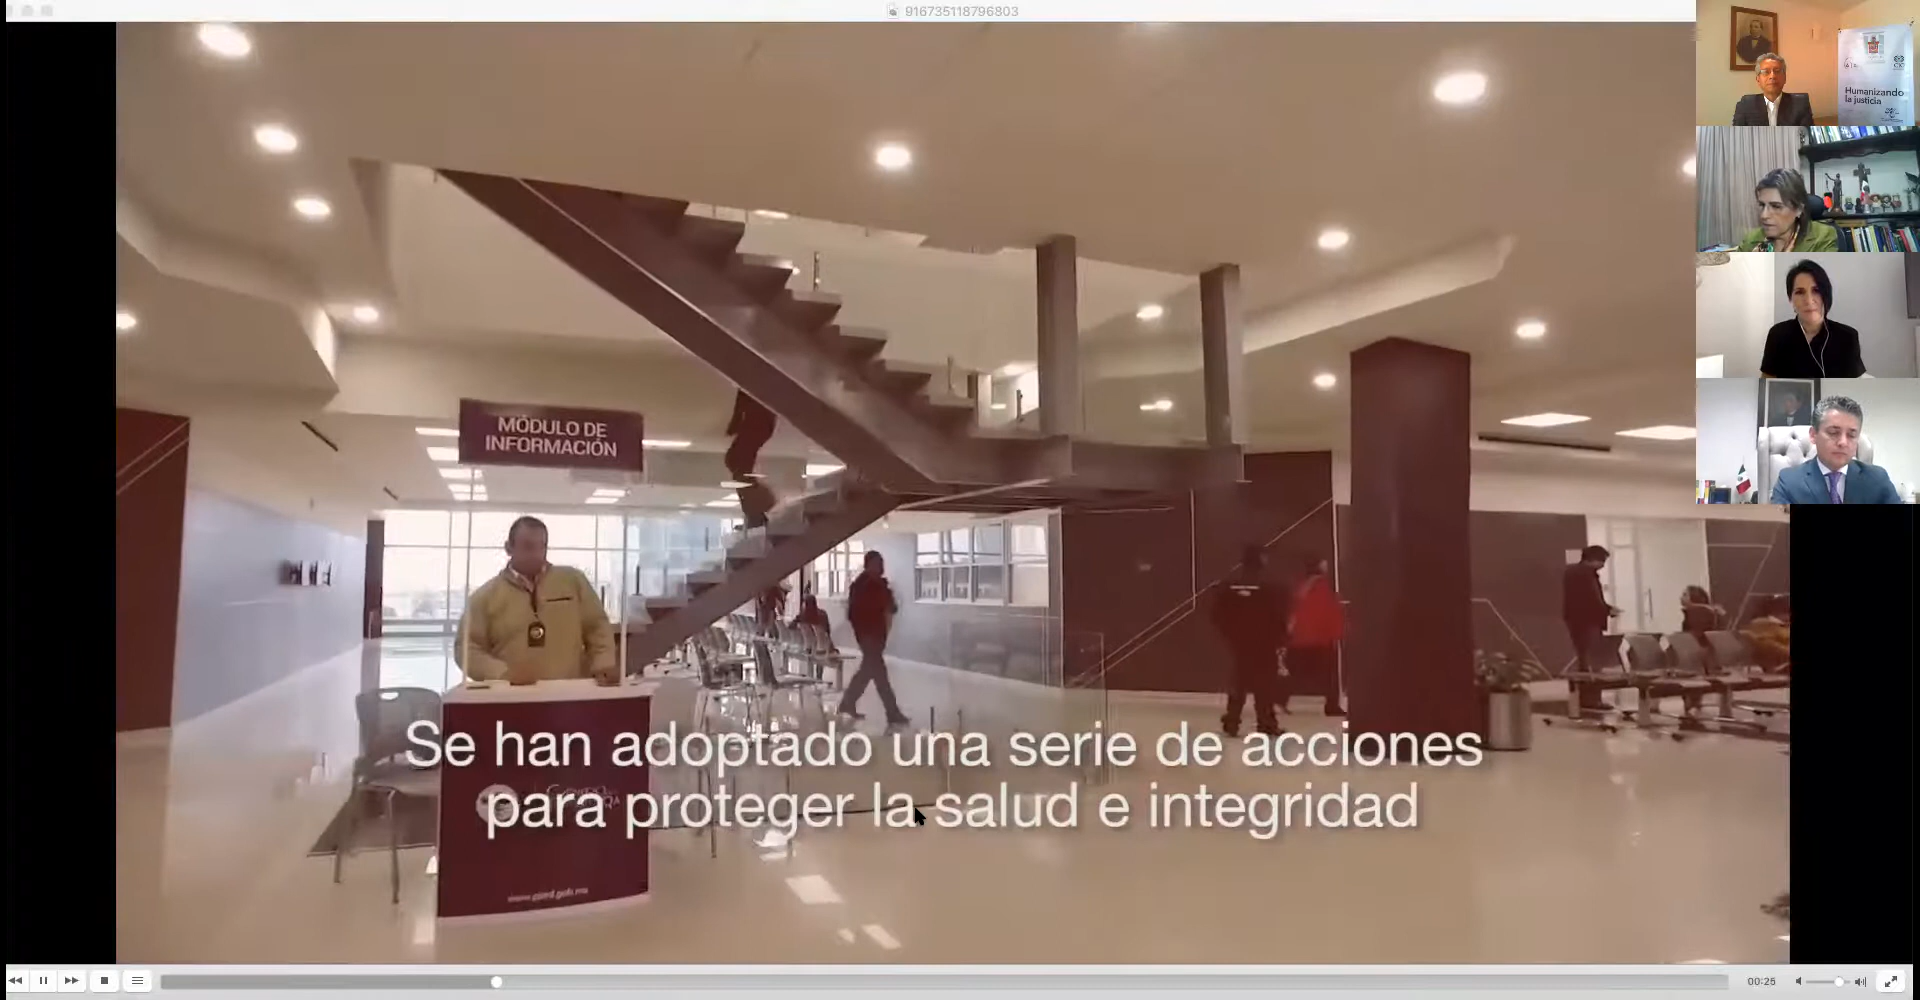 916735118796803
Humanizando
la justicia
MÓDULO DE
INFORMACIÓN
Se han adoptado una serie de acciones
para proteger la salud e integridad
00:25